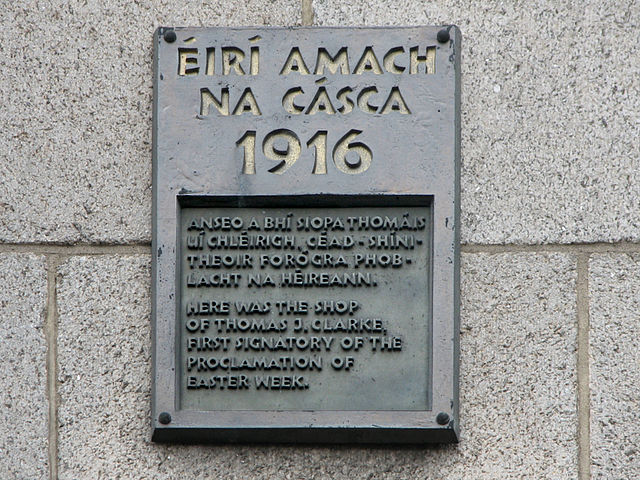 ÉIRÍ AMACH
NA CÁSCA
1916
ANSEO A BHÍ SIOPA THOMÁIS
UÍ CHLÉIRIGH, CÉAD-SHÍNI-
THEOIR FORÓGRA PHOB-
LACHT NA HÉIREANN.
HERE WAS THE SHOP
OF THOMAS J. CLARKE,
FIRST SIGNATORY OF THE
PROCLAMATION OF
EASTER WEEK.